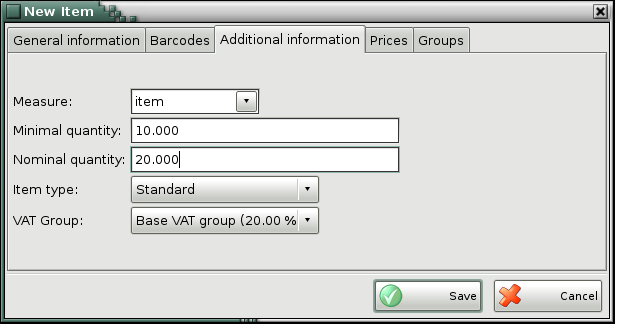 New Item
General information Barcodes Additional information Prices Groups
Measure: item
Minimal quantity: 10.000
Nominal quantity: 20.000
Item type: Standard
VAT Group: Base VAT group (20.00 %
Save Cancel